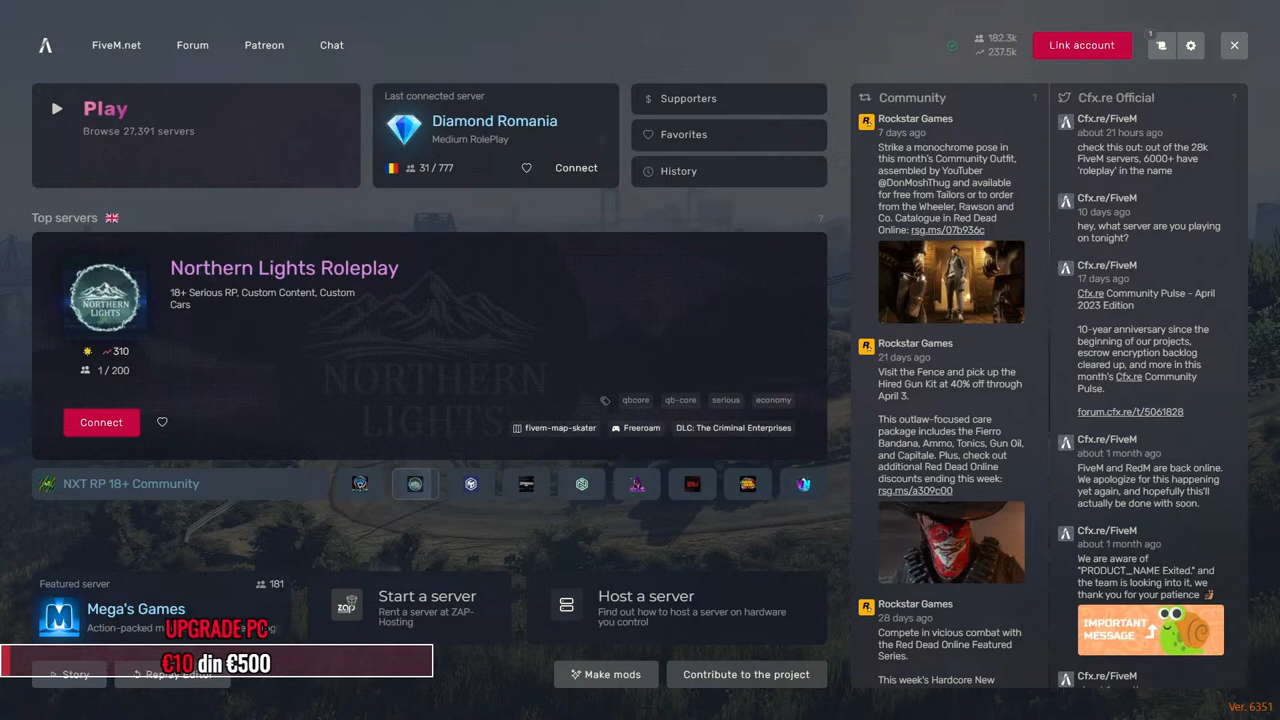 FiveM.net
Forum
Patreon
Chat
182.3k
237.5k
Link account
1
Play
Browse 27,391 servers
Last connected server
Diamond Romania
Medium RolePlay
31 / 777
Connect
$ Supporters
Favorites
History
Top servers
?
Northern Lights Roleplay
18+ Serious RP, Custom Content, Custom
Cars
NORTHERN
LIGHTS
NORTHERN
LIGHTS
310
1 / 200
Connect
qbcore
qb-core
serious
economy
fivem-map-skater
Freeroam
DLC: The Criminal Enterprises
NXT RP 18+ Community
Featured server
181
Mega's Games
Action-packed m
UPGRADE PC
€10 din €500
ZAP
Start a server
Rent a server at ZAP-
Hosting
Host a server
Find out how to host a server on hardware
you control
Story
Replay Editor
Make mods
Contribute to the project
Community
?
Rockstar Games
7 days ago
Strike a monochrome pose in
this month's Community Outfit,
assembled by YouTuber
@DonMoshThug and available
for free from Tailors or to order
from the Wheeler, Rawson and
Co. Catalogue in Red Dead
Online: rsg.ms/07b936c
Rockstar Games
21 days ago
Visit the Fence and pick up the
Hired Gun Kit at 40% off through
April 3.
This outlaw-focused care
package includes the Fierro
Bandana, Ammo, Tonics, Gun Oil,
and Capitale. Plus, check out
additional Red Dead Online
discounts ending this week:
rsg.ms/a309c00
Rockstar Games
28 days ago
Compete in vicious combat with
the Red Dead Online Featured
Series.
This week's Hardcore New
Cfx.re Official
?
Cfx.re/FiveM
about 21 hours ago
check this out: out of the 28k
FiveM servers, 6000+ have
'roleplay' in the name
Cfx.re/FiveM
10 days ago
hey, what server are you playing
on tonight?
Cfx.re/FiveM
17 days ago
Cfx.re Community Pulse - April
2023 Edition
10-year anniversary since the
beginning of our projects,
escrow encryption backlog
cleared up, and more in this
month's Cfx.re Community
Pulse.
forum.cfx.re/t/5061828
Cfx.re/FiveM
about 1 month ago
FiveM and RedM are back online.
We apologize for this happening
yet again, and hopefully this'll
actually be done with soon.
Cfx.re/FiveM
about 1 month ago
We are aware of
"PRODUCT_NAME Exited." and
the team is looking into it, we
thank you for your patience
IMPORTANT
MESSAGE
Cfx.re/FiveM
Ver. 6351